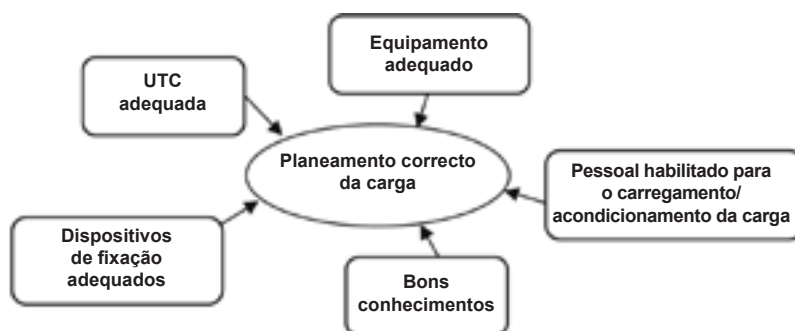 Equipamento
adequado
UTC
adequada
Planeamento correcto
da carga
Pessoal habilitado para
o carregamento/
acondicionamento da carga
Dispositivos
de fixação
adequados
Bons
conhecimentos